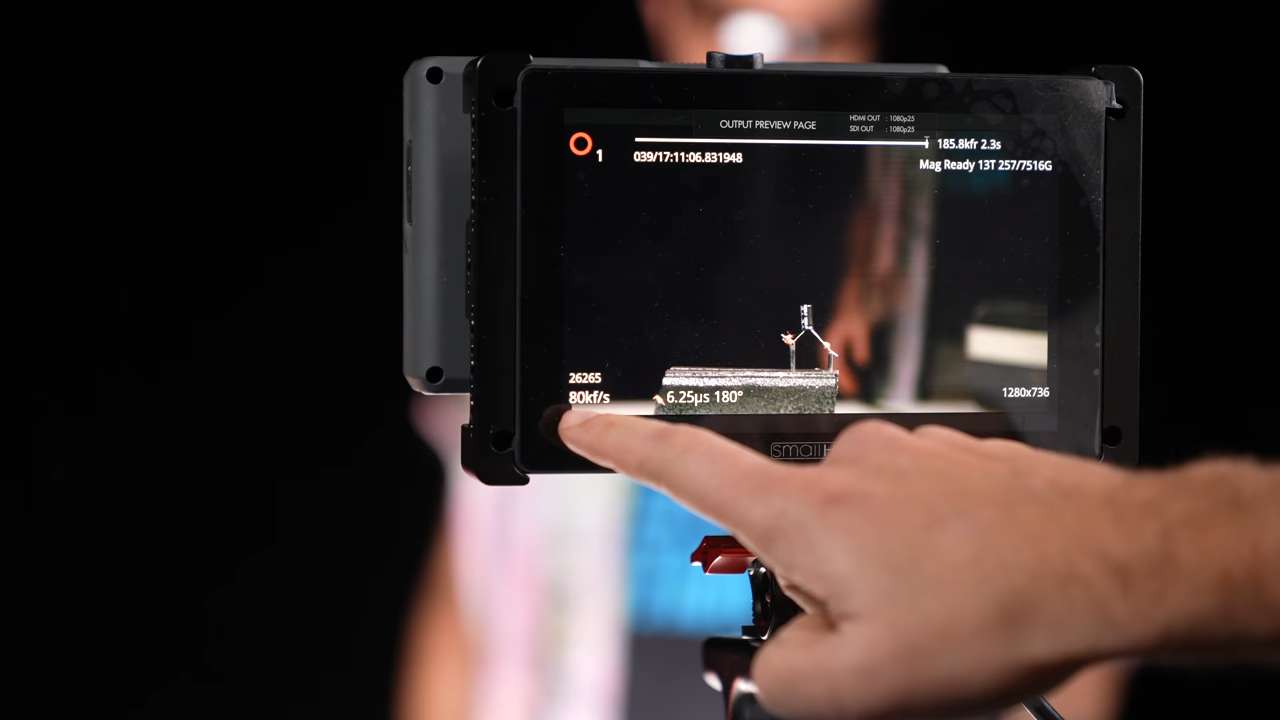 OUTPUT PREVIEW PAGE
HDMI OUT : 1080p25
SDI OUT : 1080p25
185.8kfr 2.3s
1
039/17:11:06.831948
Mag Ready 13T 257/7516G
26265
80kf/s
6.25µs 180°
1280x736
small